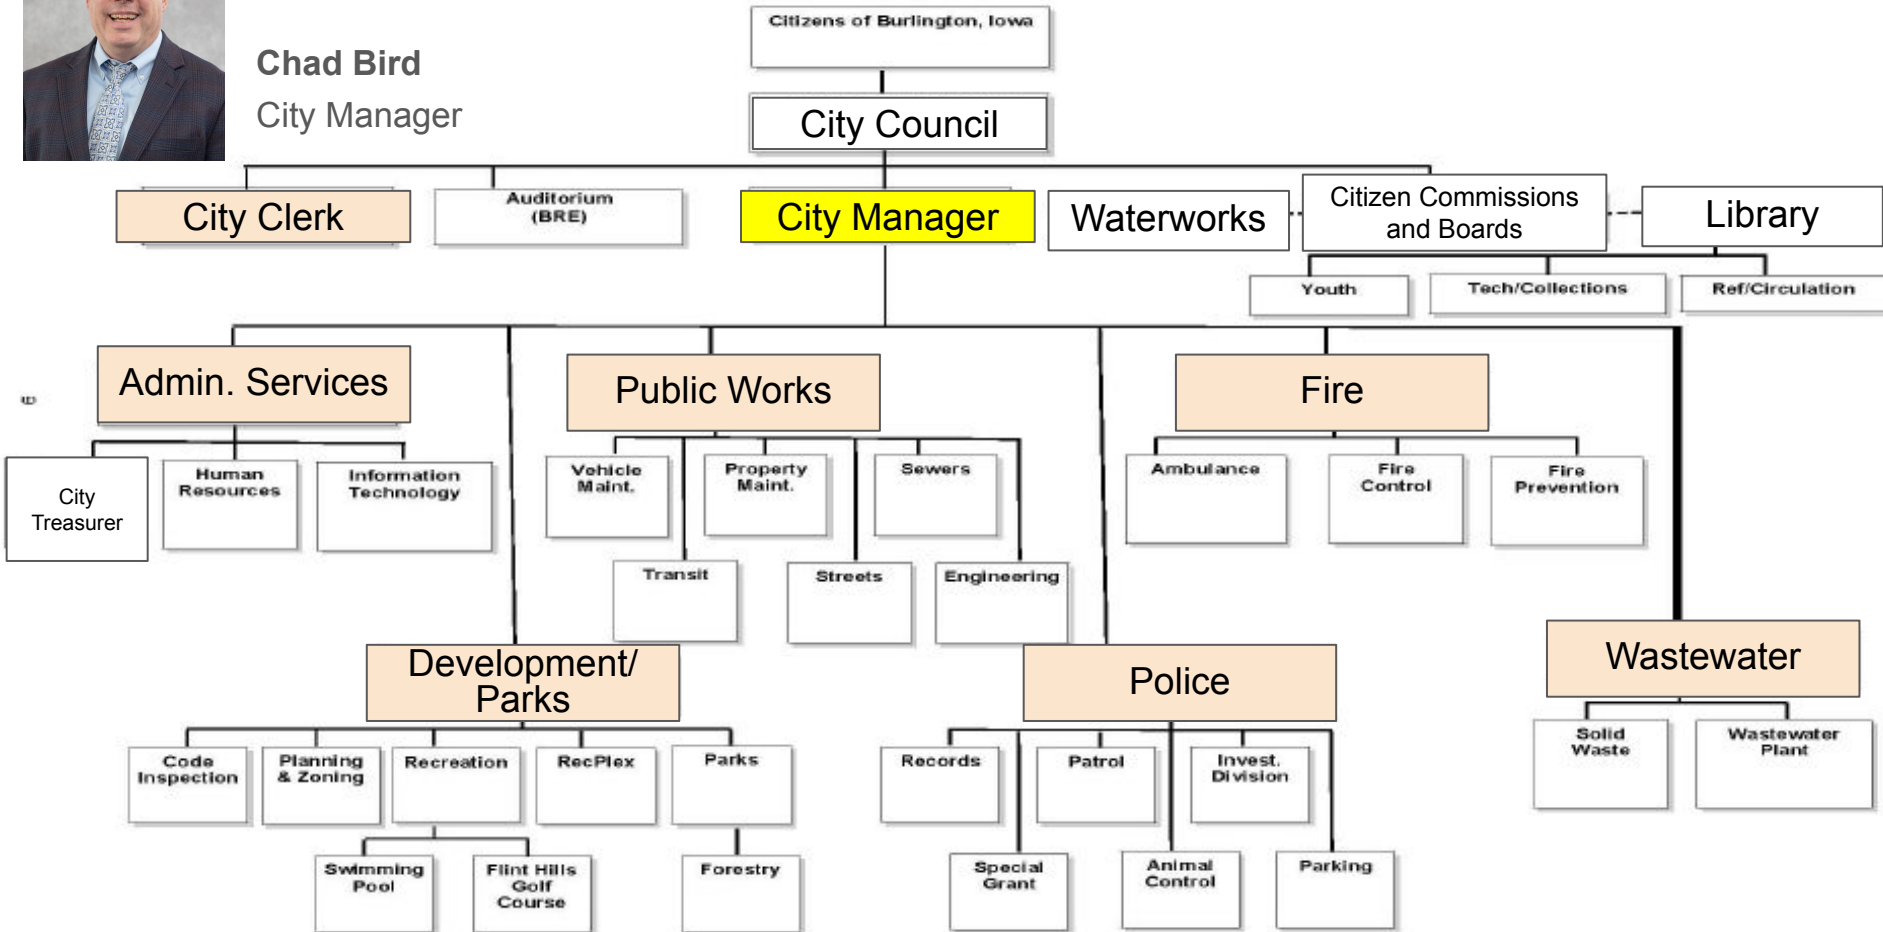 Citizens of Burlington, Iowa
Chad Bird
City Manager
City Council
City Clerk
Auditorium
(BRE)
City Manager
Waterworks
Citizen Commissions
and Boards
Library
Youth
Tech/Collections
Ref/Circulation
Admin. Services
Public Works
Fire
City
Treasurer
Human
Resources
Information
Technology
Vehicle
Maint.
Property
Maint.
Sewers
Transit
Streets
Engineering
Ambulance
Fire
Control
Fire
Prevention
Development/
Parks
Police
Wastewater
Code
Inspection
Planning
& Zoning
Recreation
RecPlex
Parks
Swimming
Pool
Flint Hills
Golf
Course
Forestry
Records
Patrol
Invest.
Division
Special
Grant
Animal
Control
Parking
Solid
Waste
Wastewater
Plant